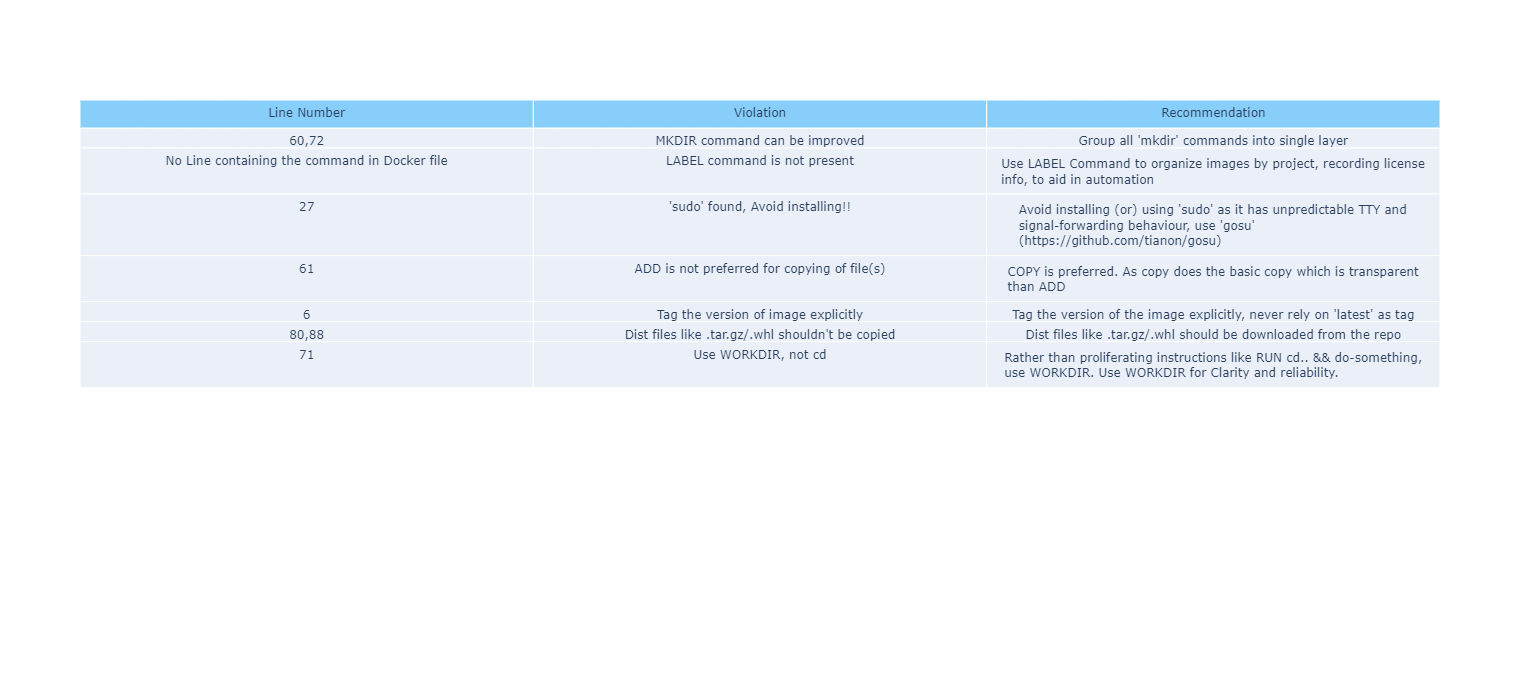 Line Number Violation Recommendation
60,72 MKDIR command can be improved Group all 'mkdir' commands into single layer
No Line containing the command in Docker file LABEL command is not present Use LABEL Command to organize images by project, recording license
info, to aid in automation
27 'sudo' found, Avoid installing!! Avoid installing (or) using 'sudo' as it has unpredictable TTY and
signal-forwarding behaviour, use 'gosu'
(https://github.com/tianon/gosu)
61 ADD is not preferred for copying of file(s) COPY is preferred. As copy does the basic copy which is transparent
than ADD
6 Tag the version of image explicitly Tag the version of the image explicitly, never rely on 'latest' as tag
80,88 Dist files like .tar.gz/.whl shouldn't be copied Dist files like .tar.gz/.whl should be downloaded from the repo
71 Use WORKDIR, not cd Rather than proliferating instructions like RUN cd.. && do-something,
use WORKDIR. Use WORKDIR for Clarity and reliability.